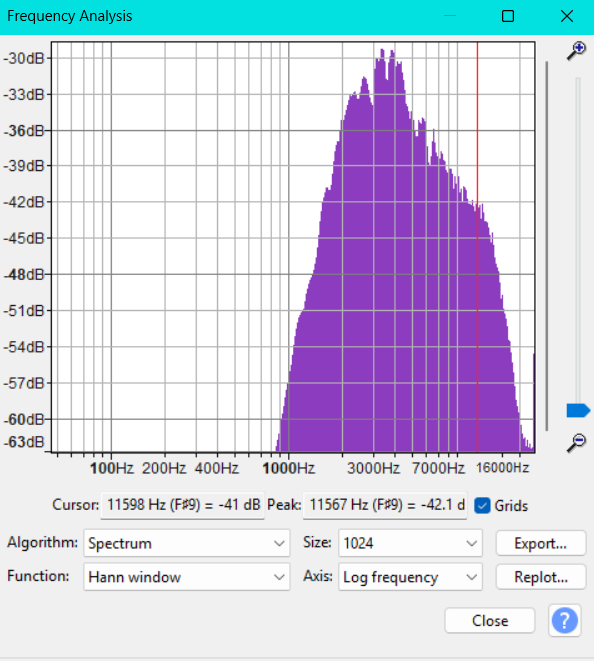 Frequency Analysis
-30dB
-33dB
-36dB
-39dB
-42dB
-45dB
-48dB
-51dB
-54dB
-57dB
-60dB
-63dB
100Hz 200Hz 400Hz 1000Hz 3000Hz 7000Hz 16000Hz
Cursor: 11598 Hz (F♯9) = -41 dB Peak: 11567 Hz (F♯9) = -42.1 d Grids
Algorithm: Spectrum Size: 1024 Export...
Function: Hann window Axis: Log frequency Replot...
Close ?